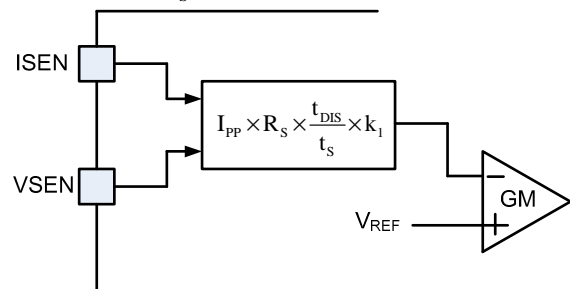 ISEN
I_PP × R_S × t_DIS/t_S × k_1
VSEN
−
GM
V_REF
+